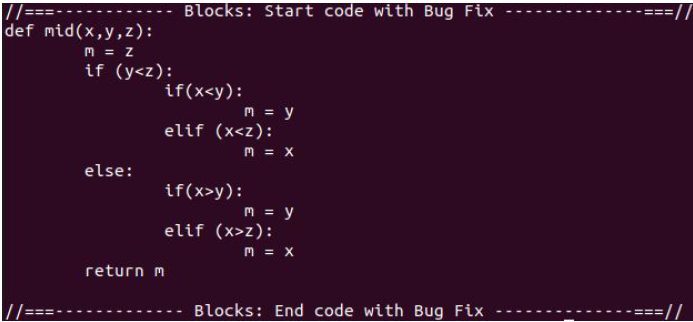 //===------------- Blocks: Start code with Bug Fix ---------------===//
def mid(x,y,z):
        m = z
        if (y<z):
                if(x<y):
                        m = y
                elif (x<z):
                        m = x
        else:
                if(x>y):
                        m = y
                elif (x>z):
                        m = x
        return m
//===-------------- Blocks: End code with Bug Fix ---------------===//